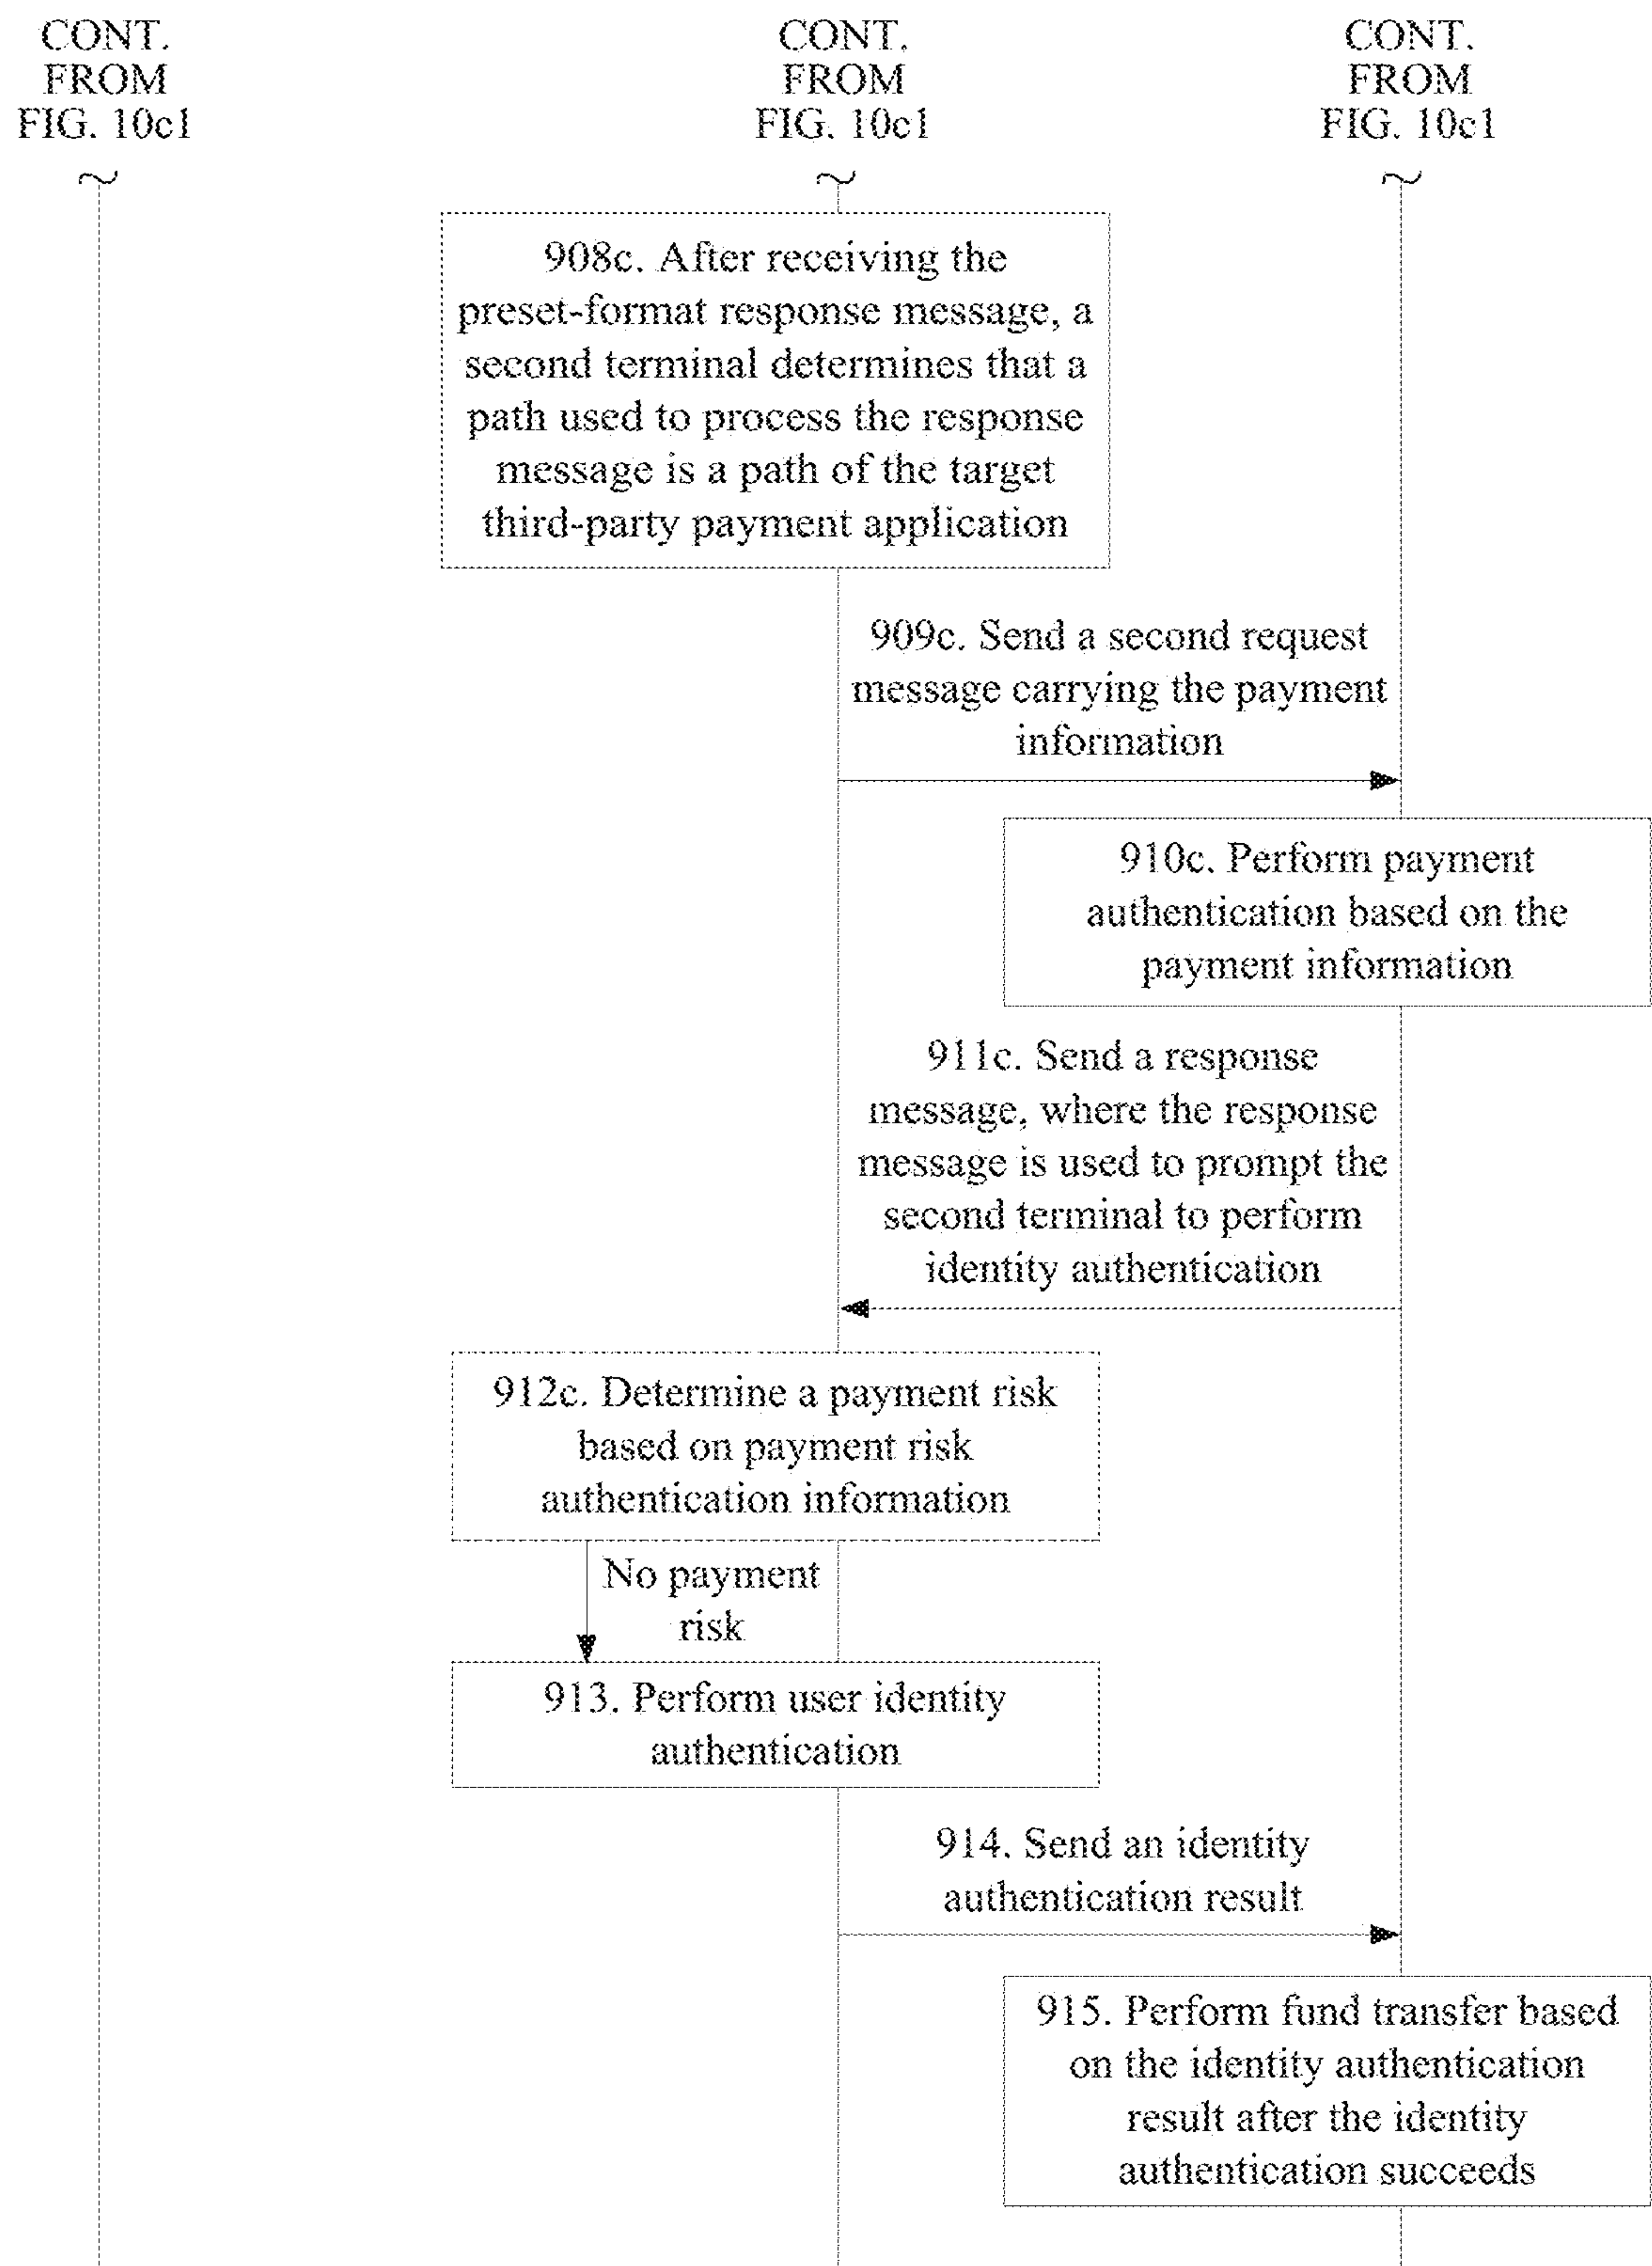 CONT.
FROM
FIG. 10c1
CONT.
FROM
FIG. 10c1
CONT.
FROM
FIG. 10c1
908c. After receiving the
preset-format response message, a
second terminal determines that a
path used to process the response
message is a path of the target
third-party payment application
909c. Send a second request
message carrying the payment
information
910c. Perform payment
authentication based on the
payment information
911c. Send a response
message, where the response
message is used to prompt the
second terminal to perform
identity authentication
912c. Determine a payment risk
based on payment risk
authentication information
No payment
risk
913. Perform user identity
authentication
914. Send an identity
authentication result
915. Perform fund transfer based
on the identity authentication
result after the identity
authentication succeeds